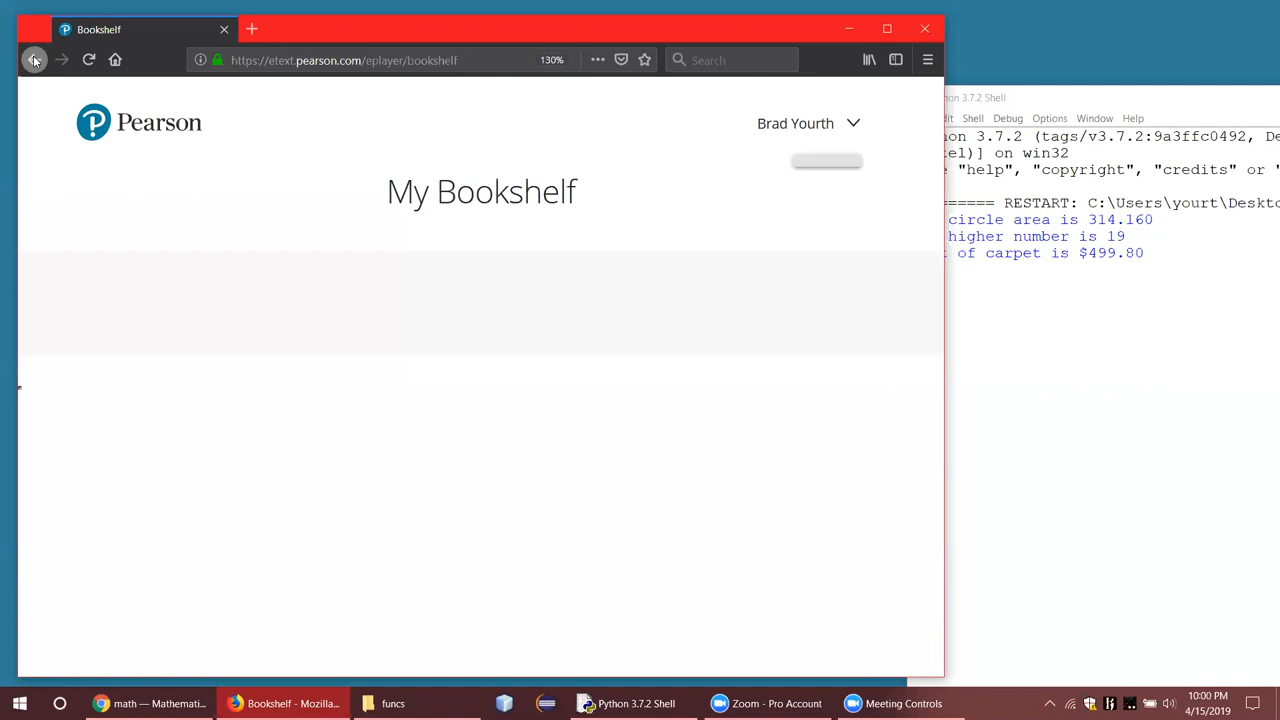 Bookshelf
https://etext.pearson.com/eplayer/bookshelf
130%
Search
Pearson
Brad Yourth
My Bookshelf
3.7.2 Shell
Shell Debug Options Window Help
3.7.2 (tags/v3.7.2:9a3ffc0492, De
on win32
"help", "copyright", "credits" or "
====== RESTART: C:\Users\yourt\Deskto
circle area is 314.160
higher number is 19
of carpet is $499.80
math — Mathemati...
Bookshelf - Mozilla...
funcs
Python 3.7.2 Shell
Zoom - Pro Account
Meeting Controls
10:00 PM
4/15/2019